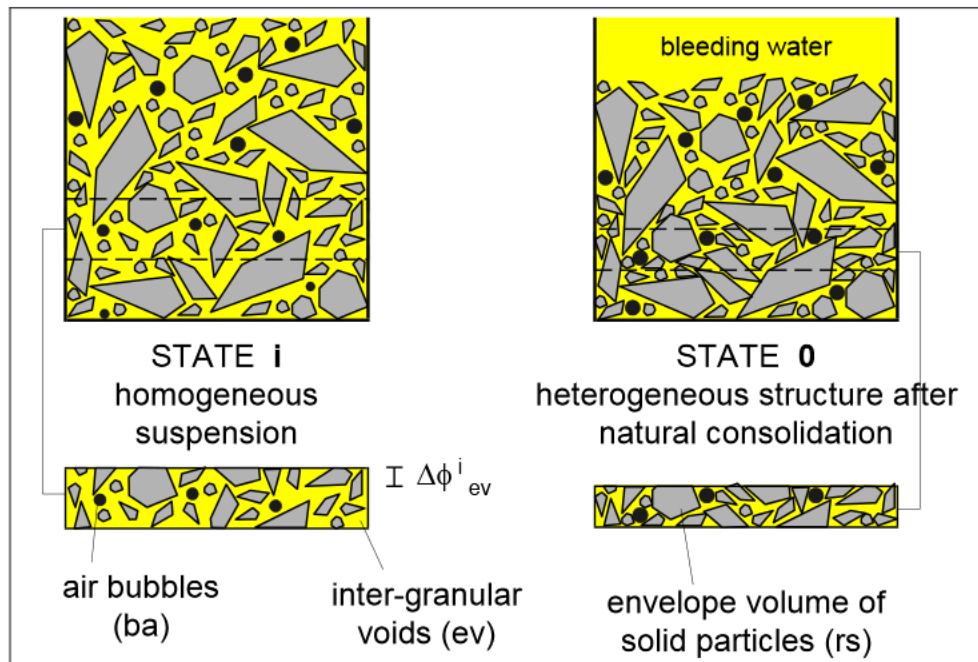 bleeding water
STATE i
homogeneous
suspension
STATE 0
heterogeneous structure after
natural consolidation
Δϕ^i_ev
air bubbles
(ba)
inter-granular
voids (ev)
envelope volume of
solid particles (rs)